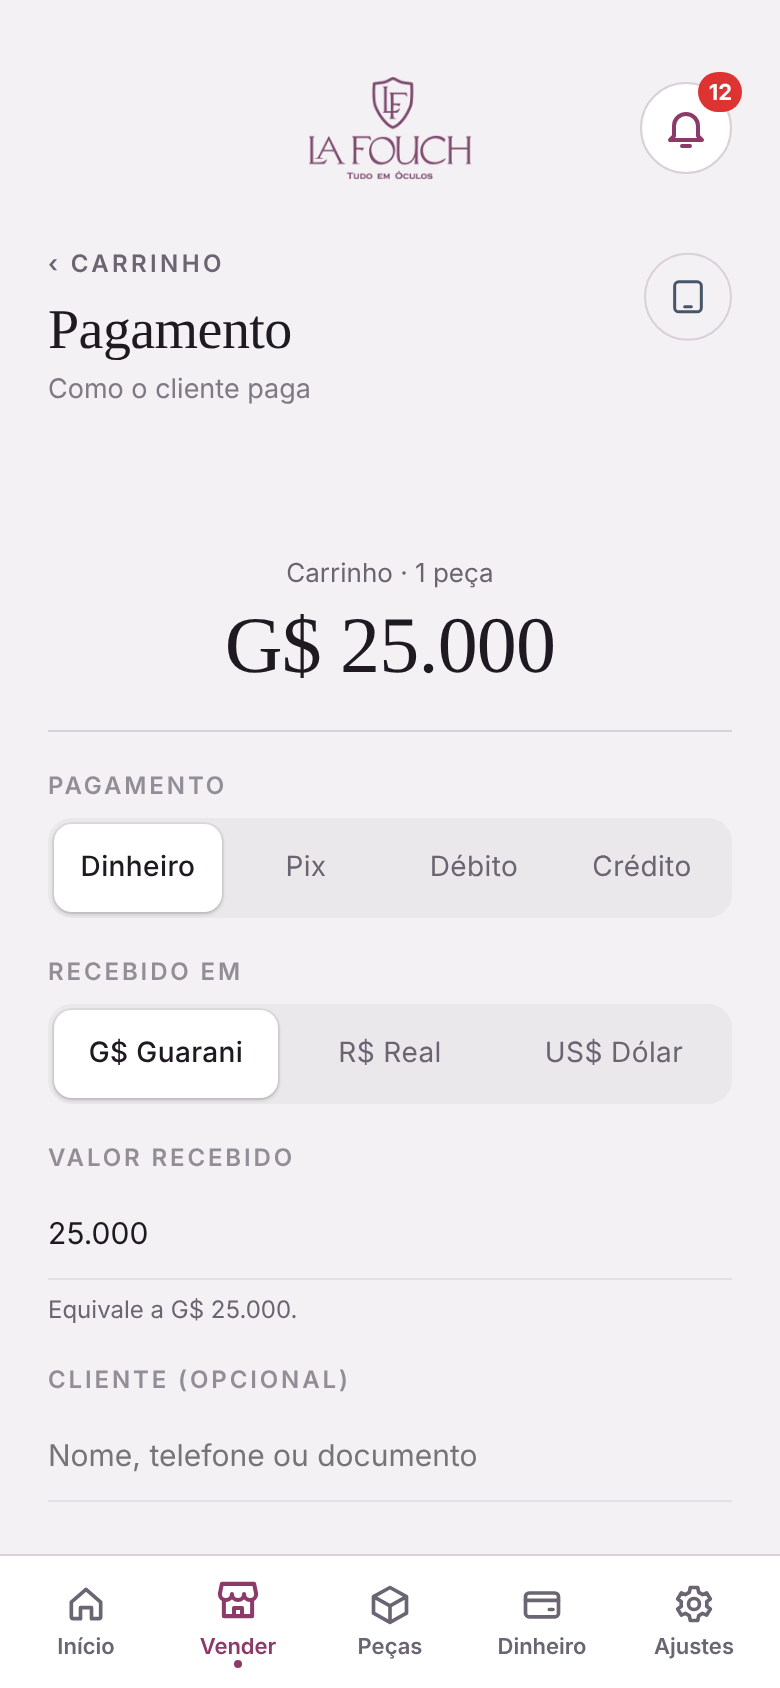 LF
LA FOUCH
TUDO EM ÓCULOS
12
‹ CARRINHO
Pagamento
Como o cliente paga
Carrinho · 1 peça
G$ 25.000
PAGAMENTO
Dinheiro Pix Débito Crédito
RECEBIDO EM
G$ Guarani R$ Real US$ Dólar
VALOR RECEBIDO
25.000
Equivale a G$ 25.000.
CLIENTE (OPCIONAL)
Nome, telefone ou documento
Início Vender Peças Dinheiro Ajustes